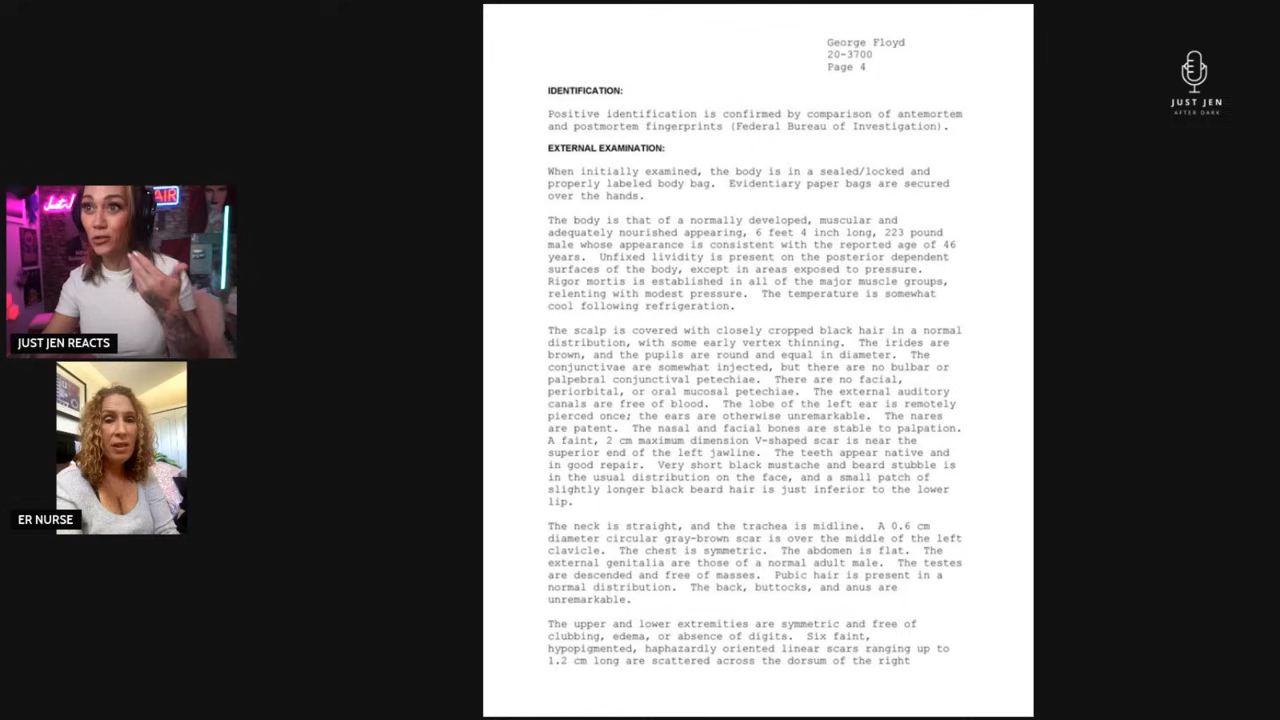 George Floyd
20-3700
Page 4
IDENTIFICATION:
Positive identification is confirmed by comparison of antemortem
and postmortem fingerprints (Federal Bureau of Investigation).
EXTERNAL EXAMINATION:
When initially examined, the body is in a sealed/locked and
properly labeled body bag. Evidentiary paper bags are secured
over the hands.
The body is that of a normally developed, muscular and
adequately nourished appearing, 6 feet 4 inch long, 223 pound
male whose appearance is consistent with the reported age of 46
years. Unfixed lividity is present on the posterior dependent
surfaces of the body, except in areas exposed to pressure.
Rigor mortis is established in all of the major muscle groups,
relenting with modest pressure. The temperature is somewhat
cool following refrigeration.
The scalp is covered with closely cropped black hair in a normal
distribution, with some early vertex thinning. The irides are
brown, and the pupils are round and equal in diameter. The
conjunctivae are somewhat injected, but there are no bulbar or
palpebral conjunctival petechiae. There are no facial,
periorbital, or oral mucosal petechiae. The external auditory
canals are free of blood. The lobe of the left ear is remotely
pierced once; the ears are otherwise unremarkable. The nares
are patent. The nasal and facial bones are stable to palpation.
A faint, 2 cm maximum dimension V-shaped scar is near the
superior end of the left jawline. The teeth appear native and
in good repair. Very short black mustache and beard stubble is
in the usual distribution on the face, and a small patch of
slightly longer black beard hair is just inferior to the lower
lip.
The neck is straight, and the trachea is midline. A 0.6 cm
diameter circular gray-brown scar is over the middle of the left
clavicle. The chest is symmetric. The abdomen is flat. The
external genitalia are those of a normal adult male. The testes
are descended and free of masses. Pubic hair is present in a
normal distribution. The back, buttocks, and anus are
unremarkable.
The upper and lower extremities are symmetric and free of
clubbing, edema, or absence of digits. Six faint,
hypopigmented, haphazardly oriented linear scars ranging up to
1.2 cm long are scattered across the dorsum of the right
JUST JEN
AFTER DARK
AIR
JUST JEN REACTS
ER NURSE